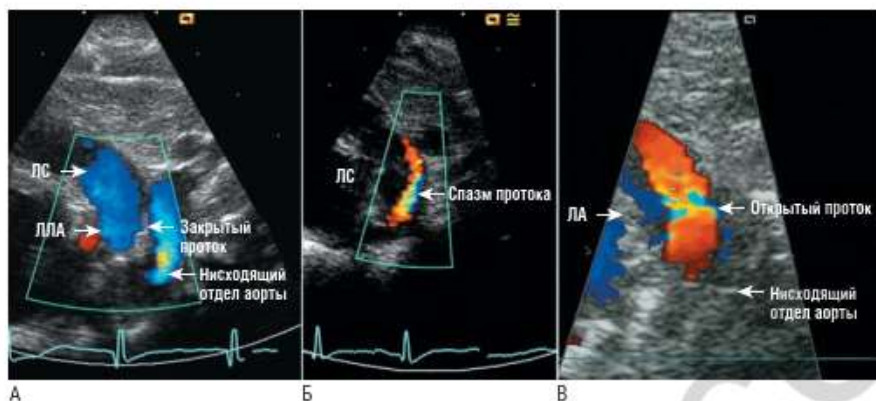 ЛС
ЛЛА
Закрытый
проток
Нисходящий
отдел аорты
ЛС
Спазм протока
ЛА
Открытый проток
Нисходящий
отдел аорты
А
Б
В